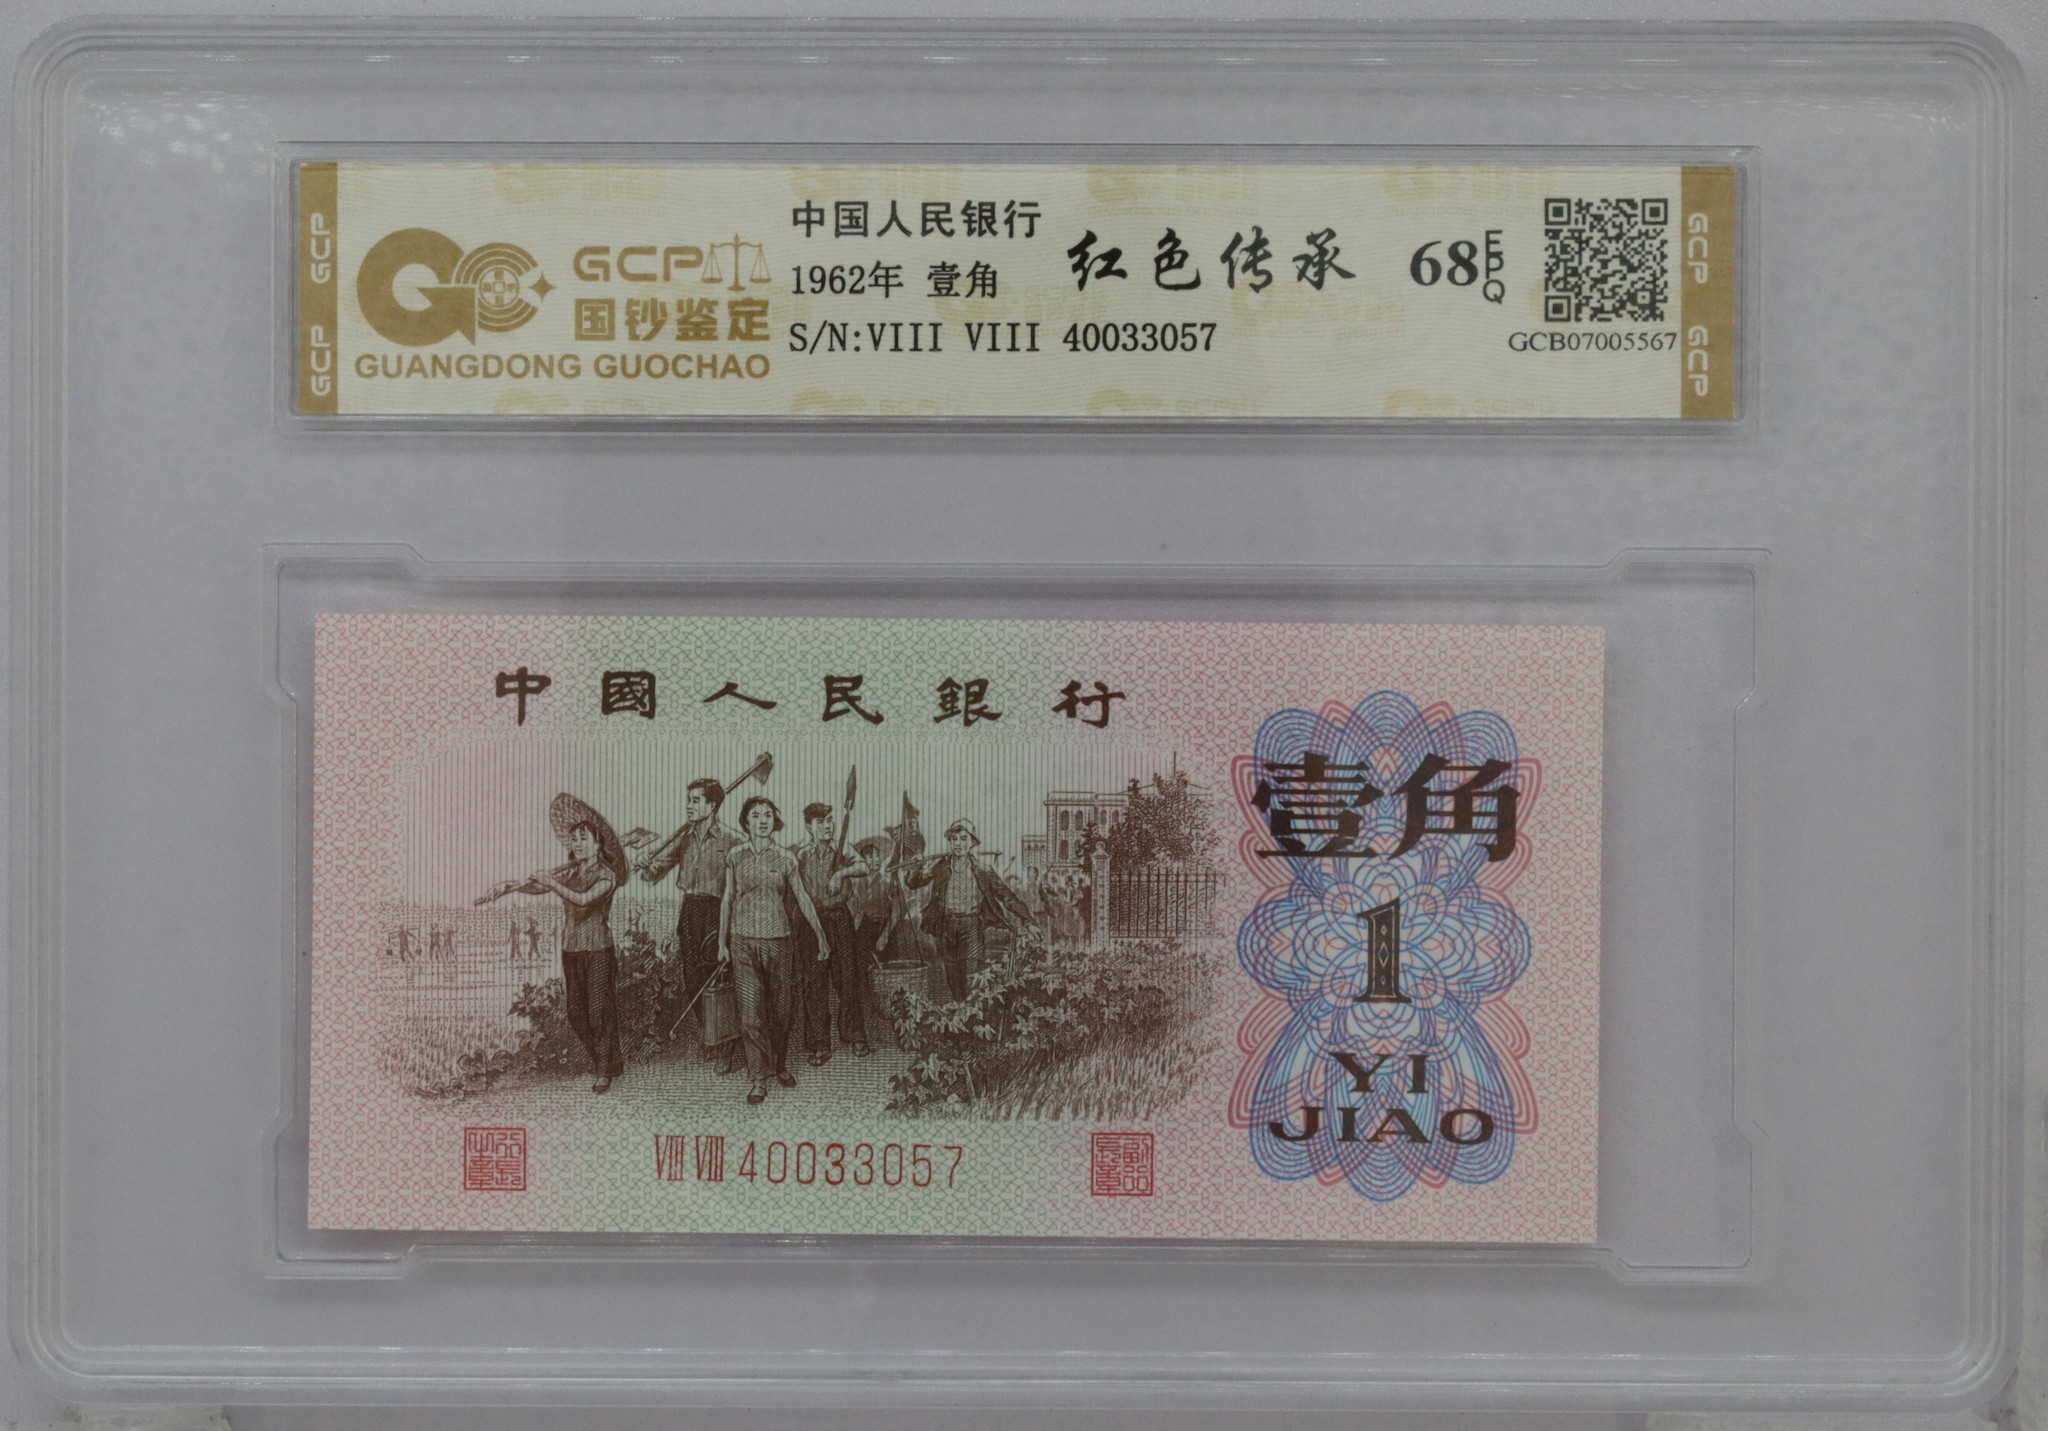 GCP GCP
GCP
国钞鉴定
GUANGDONG GUOCHAO
中国人民银行
1962年 壹角
S/N:VIII VIII 40033057
红色传承
68 EPQ
GCB07005567
GCP GCP
中國人民銀行
壹角
1
YI
JIAO
VIII VIII 40033057